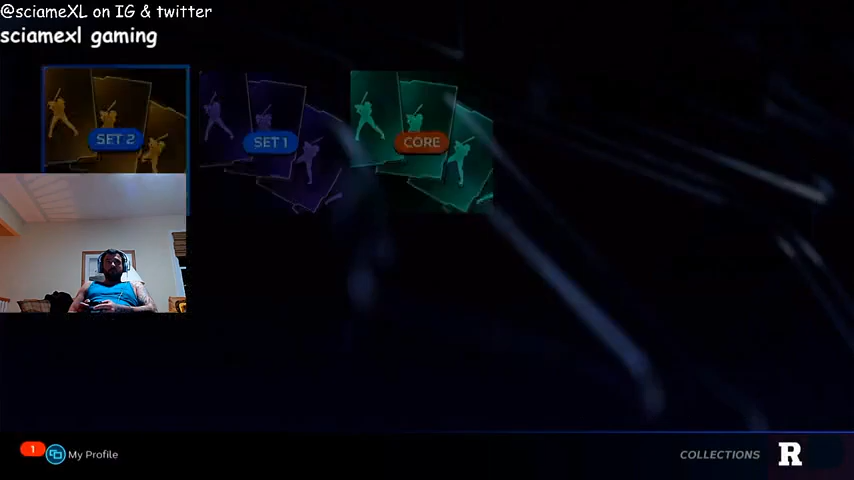 @sciameXL on IG & twitter
sciamexl gaming
SET 2
SET 1
CORE
1
My Profile
COLLECTIONS
R